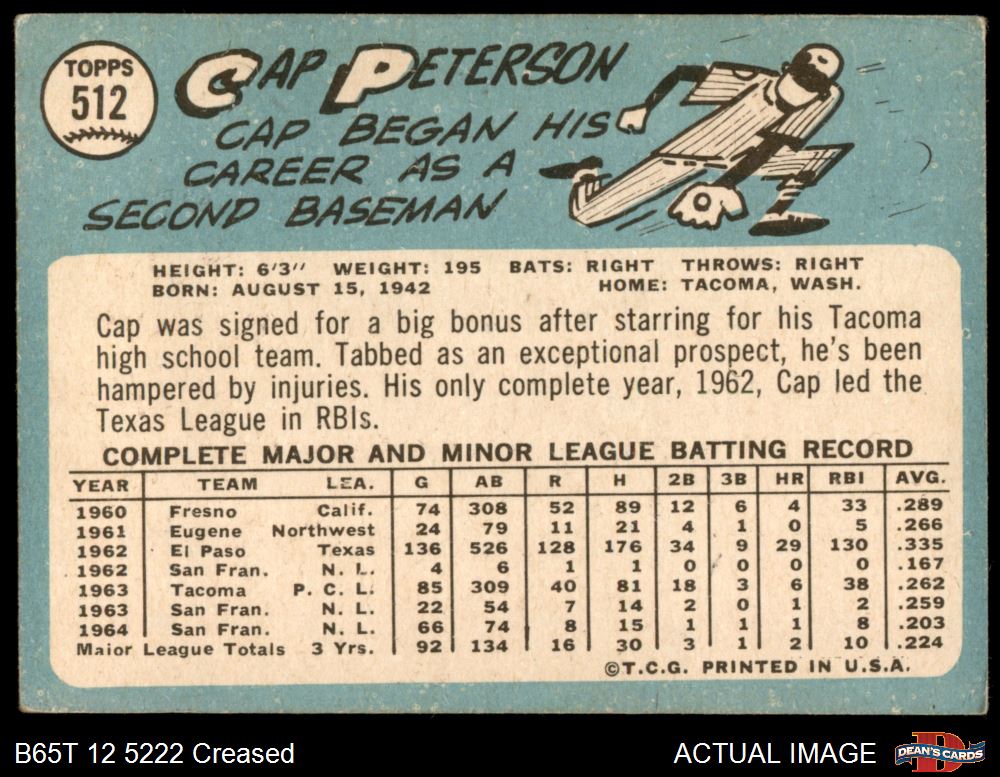 TOPPS
512
CAP PETERSON
CAP BEGAN HIS
CAREER AS A
SECOND BASEMAN
HEIGHT: 6'3" WEIGHT: 195 BATS: RIGHT THROWS: RIGHT
BORN: AUGUST 15, 1942 HOME: TACOMA, WASH.
Cap was signed for a big bonus after starring for his Tacoma
high school team. Tabbed as an exceptional prospect, he's been
hampered by injuries. His only complete year, 1962, Cap led the
Texas League in RBIs.
COMPLETE MAJOR AND MINOR LEAGUE BATTING RECORD
YEAR TEAM LEA. G AB R H 2B 3B HR RBI AVG.
1960 Fresno Calif. 74 308 52 89 12 6 4 33 .289
1961 Eugene Northwest 24 79 11 21 4 1 0 5 .266
1962 El Paso Texas 136 526 128 176 34 9 29 130 .335
1962 San Fran. N. L. 4 6 1 1 0 0 0 0 .167
1963 Tacoma P. C. L. 85 309 40 81 18 3 6 38 .262
1963 San Fran. N. L. 22 54 7 14 2 0 1 2 .259
1964 San Fran. N. L. 66 74 8 15 1 1 1 8 .203
Major League Totals 3 Yrs. 92 134 16 30 3 1 2 10 .224
©T.C.G. PRINTED IN U.S.A.
B65T 12 5222 Creased ACTUAL IMAGE
DEAN'S CARDS